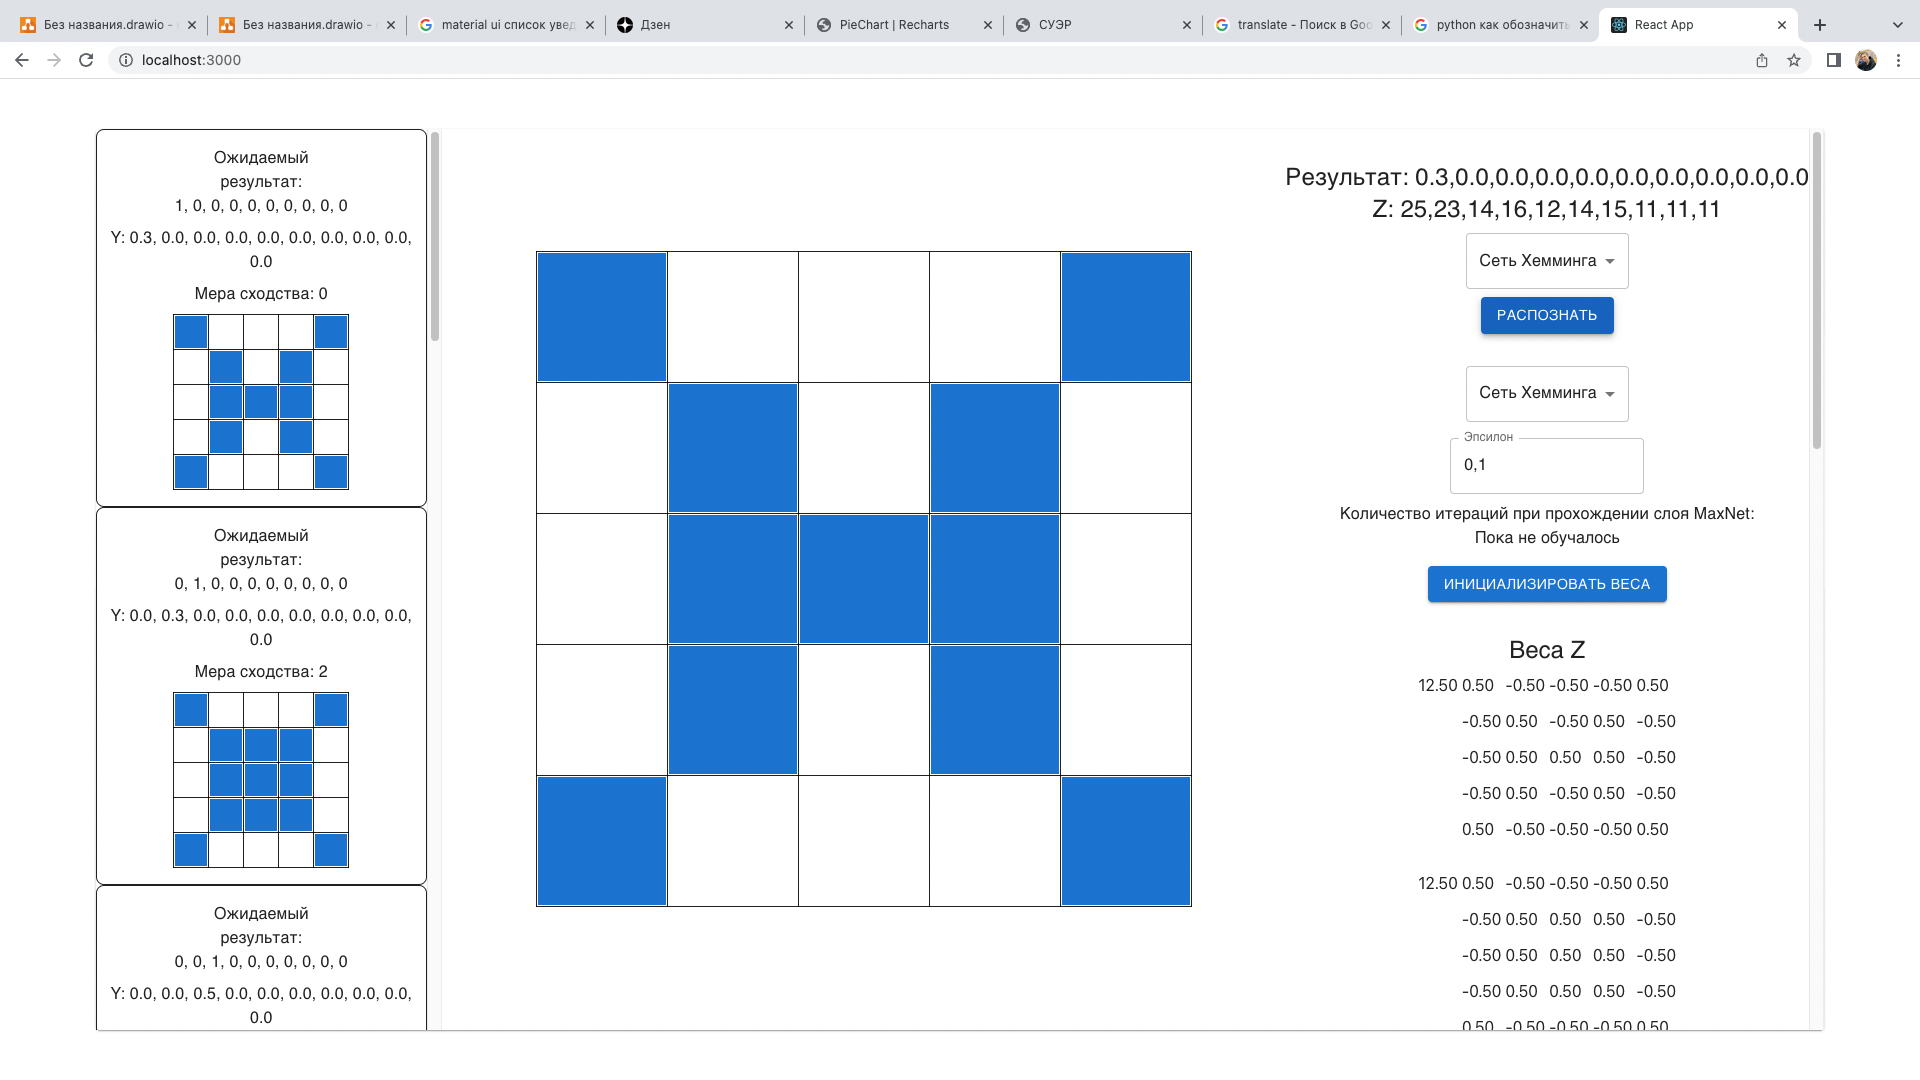 Без названия.drawio -
Без названия.drawio -
material ui список увед
Дзен
PieChart | Recharts
СУЭР
translate - Поиск в Goo
python как обозначить
React App
localhost:3000
Ожидаемый
результат:
1, 0, 0, 0, 0, 0, 0, 0, 0, 0
Y: 0.3, 0.0, 0.0, 0.0, 0.0, 0.0, 0.0, 0.0, 0.0,
0.0
Мера сходства: 0
Ожидаемый
результат:
0, 1, 0, 0, 0, 0, 0, 0, 0, 0
Y: 0.0, 0.3, 0.0, 0.0, 0.0, 0.0, 0.0, 0.0, 0.0,
0.0
Мера сходства: 2
Ожидаемый
результат:
0, 0, 1, 0, 0, 0, 0, 0, 0, 0
Y: 0.0, 0.0, 0.5, 0.0, 0.0, 0.0, 0.0, 0.0, 0.0,
0.0
Результат: 0.3,0.0,0.0,0.0,0.0,0.0,0.0,0.0,0.0,0.0
Z: 25,23,14,16,12,14,15,11,11,11
Сеть Хемминга
РАСПОЗНАТЬ
Сеть Хемминга
Эпсилон
0,1
Количество итераций при прохождении слоя MaxNet:
Пока не обучалось
ИНИЦИАЛИЗИРОВАТЬ ВЕСА
Веса Z
12.50 0.50 -0.50 -0.50 -0.50 0.50
-0.50 0.50 -0.50 0.50 -0.50
-0.50 0.50 0.50 0.50 -0.50
-0.50 0.50 -0.50 0.50 -0.50
0.50 -0.50 -0.50 -0.50 0.50
12.50 0.50 -0.50 -0.50 -0.50 0.50
-0.50 0.50 0.50 0.50 -0.50
-0.50 0.50 0.50 0.50 -0.50
-0.50 0.50 0.50 0.50 -0.50
0.50 -0.50 -0.50 -0.50 0.50